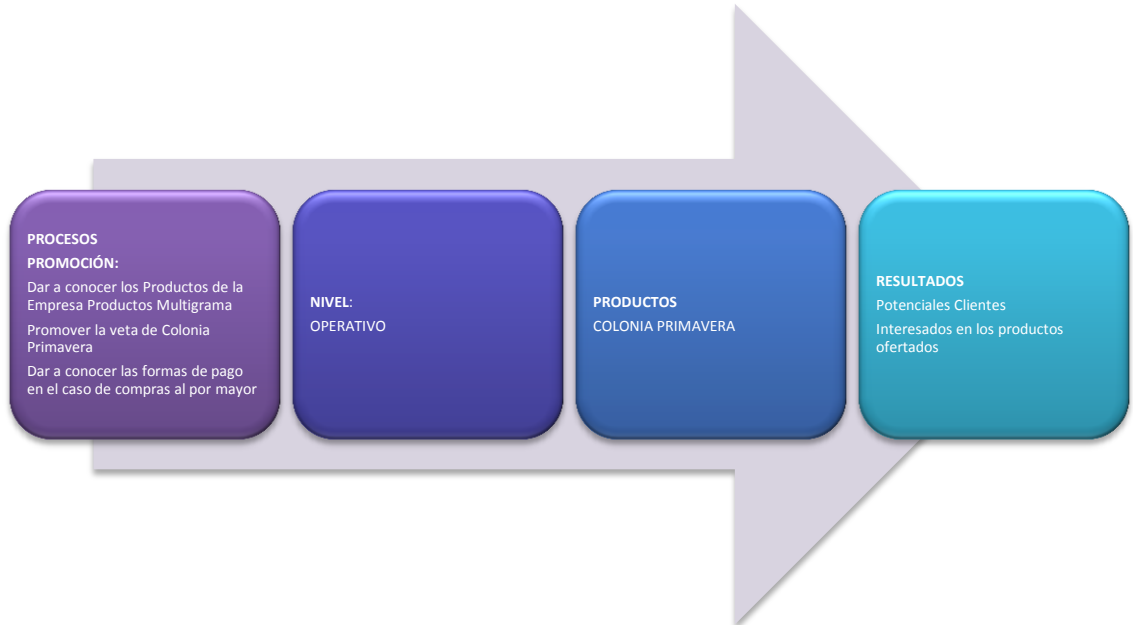 PROCESOS
PROMOCIÓN:
Dar a conocer los Productos de la
Empresa Productos Multigrama
Promover la veta de Colonia
Primavera
Dar a conocer las formas de pago
en el caso de compras al por mayor
NIVEL:
OPERATIVO
PRODUCTOS
COLONIA PRIMAVERA
RESULTADOS
Potenciales Clientes
Interesados en los productos
ofertados